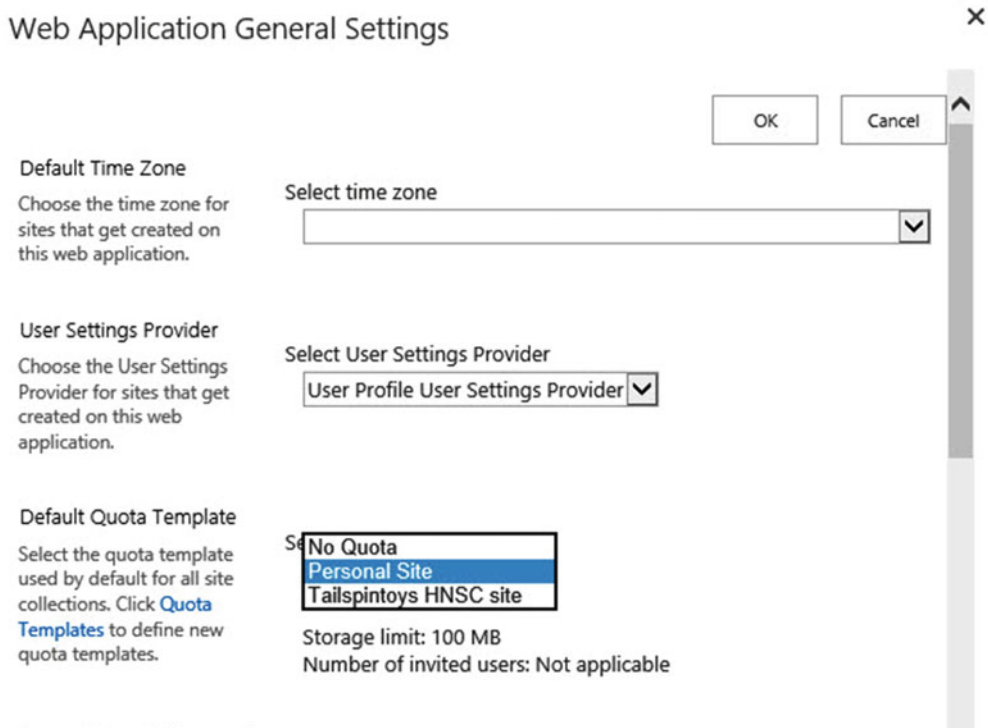 Web Application General Settings
OK
Cancel
Default Time Zone
Choose the time zone for
sites that get created on
this web application.
Select time zone
User Settings Provider
Choose the User Settings
Provider for sites that get
created on this web
application.
Select User Settings Provider
User Profile User Settings Provider
Default Quota Template
Select the quota template
used by default for all site
collections. Click Quota
Templates to define new
quota templates.
No Quota
Personal Site
Tailspintoys HNSC site
Storage limit: 100 MB
Number of invited users: Not applicable